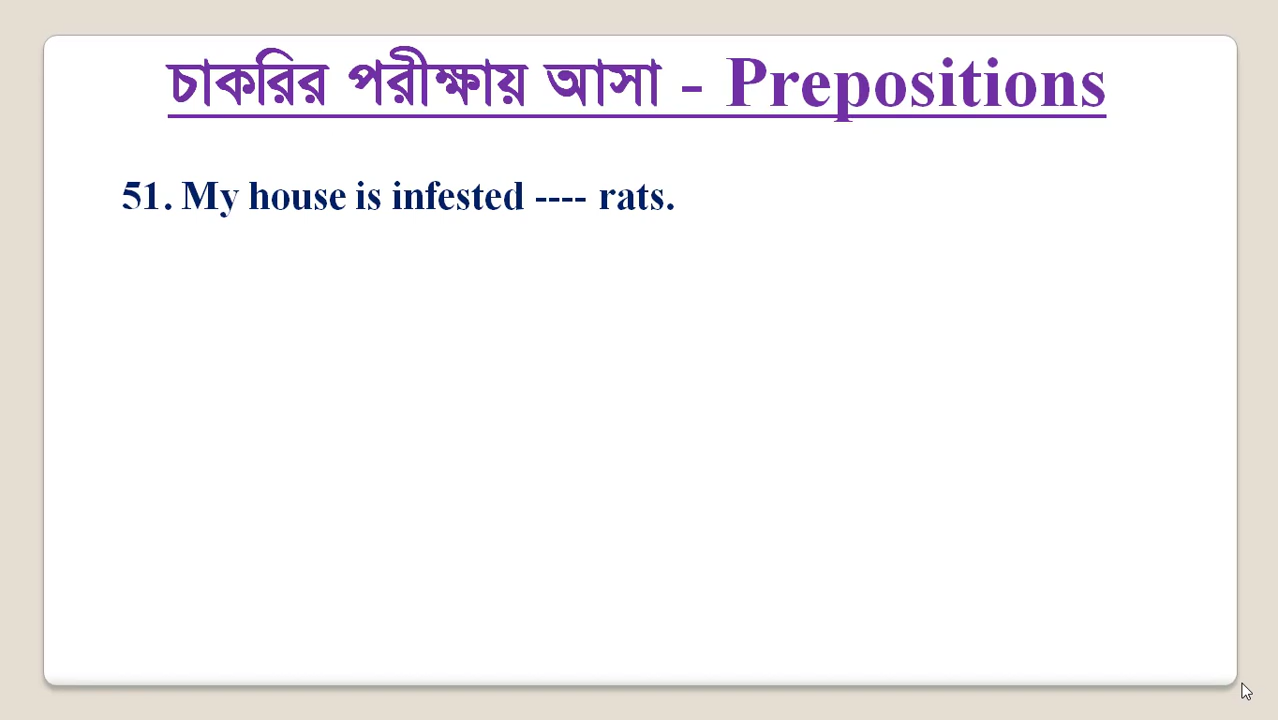 চাকরির পরীক্ষায় আসা - Prepositions
51. My house is infested ---- rats.